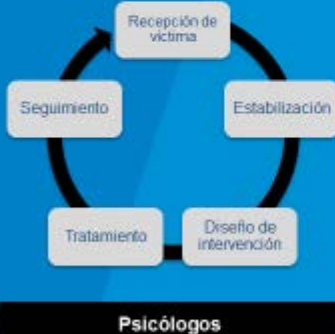 Recepción de
víctima
Estabilización
Diseño de
intervención
Tratamiento
Seguimiento
Psicólogos